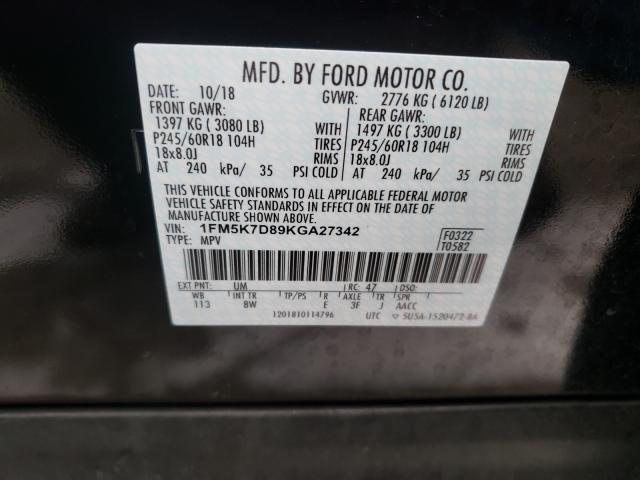 MFD. BY FORD MOTOR CO.
DATE: 10/18 GVWR: 2776 KG ( 6120 LB)
FRONT GAWR: REAR GAWR:
1397 KG ( 3080 LB) WITH 1497 KG ( 3300 LB) WITH
P245/60R18 104H TIRES P245/60R18 104H TIRES
18x8.0J RIMS 18x8.0J RIMS
AT 240 kPa/ 35 PSI COLD AT 240 kPa/ 35 PSI COLD
THIS VEHICLE CONFORMS TO ALL APPLICABLE FEDERAL MOTOR
VEHICLE SAFETY STANDARDS IN EFFECT ON THE DATE OF
MANUFACTURE SHOWN ABOVE.
VIN: 1FM5K7D89KGA27342 F0322
TYPE: MPV T0582
EXT PNT: UM RC: 47 DSO:
WB INT TR TP/PS R AXLE TR SPR
113 8W E 3F J AACC
1201810114796 UTC ▽ 5U5A-1520472-BA